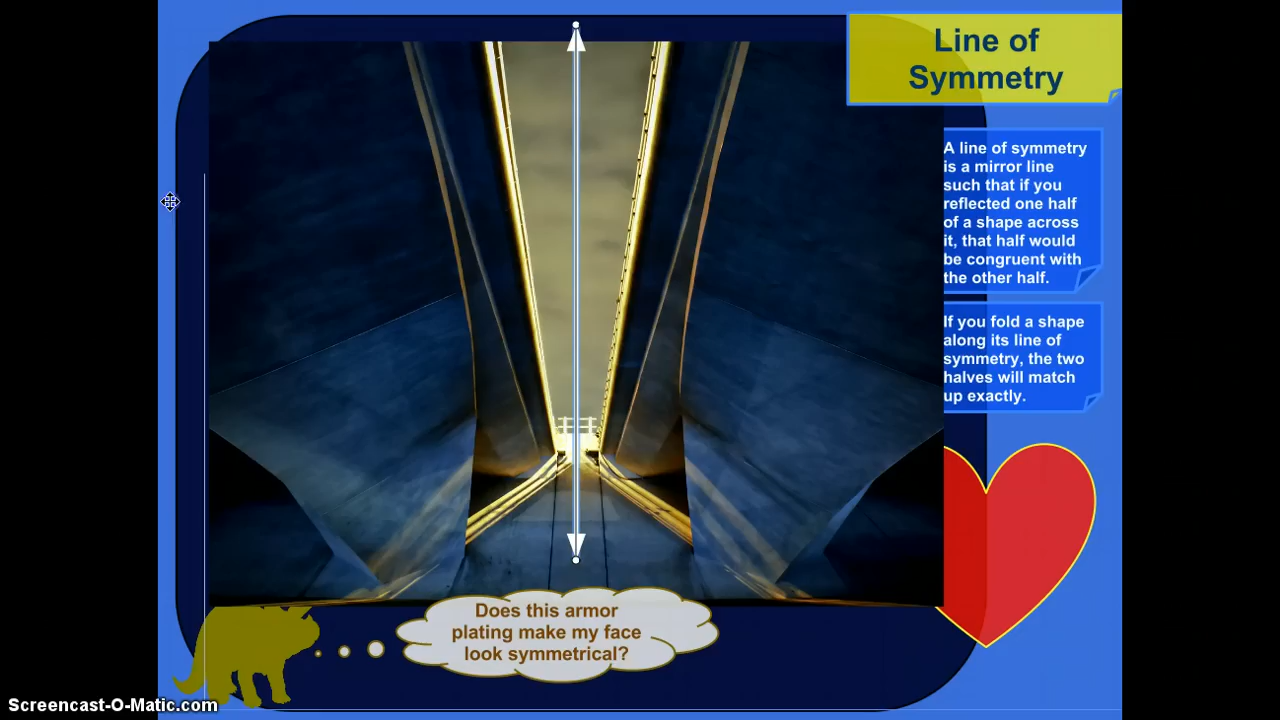 Line of
Symmetry
A line of symmetry
is a mirror line
such that if you
reflected one half
of a shape across
it, that half would
be congruent with
the other half.
If you fold a shape
along its line of
symmetry, the two
halves will match
up exactly.
Does this armor
plating make my face
look symmetrical?
Screencast-O-Matic.com